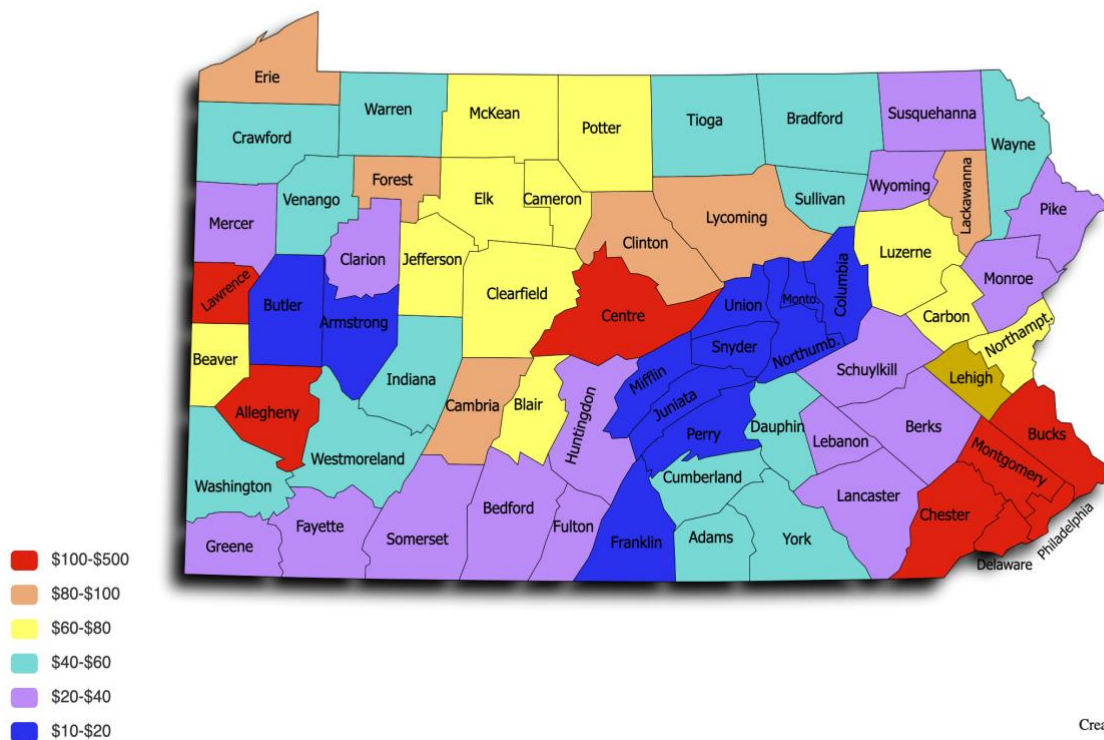 Erie
Warren
McKean
Potter
Tioga
Bradford
Susquehanna
Wayne
Crawford
Forest
Venango
Elk
Cameron
Lycoming
Sullivan
Wyoming
Lackawanna
Pike
Mercer
Clarion
Jefferson
Clinton
Luzerne
Monroe
Lawrence
Butler
Armstrong
Clearfield
Centre
Union
Monto.
Columbia
Carbon
Northampt.
Beaver
Indiana
Snyder
Northumb.
Schuylkill
Lehigh
Allegheny
Cambria
Blair
Huntingdon
Mifflin
Juniata
Perry
Dauphin
Lebanon
Berks
Bucks
Montgomery
Westmoreland
Washington
Cumberland
Lancaster
Chester
Philadelphia
Greene
Fayette
Somerset
Bedford
Fulton
Franklin
Adams
York
Delaware
$100-$500
$80-$100
$60-$80
$40-$60
$20-$40
$10-$20
Crea